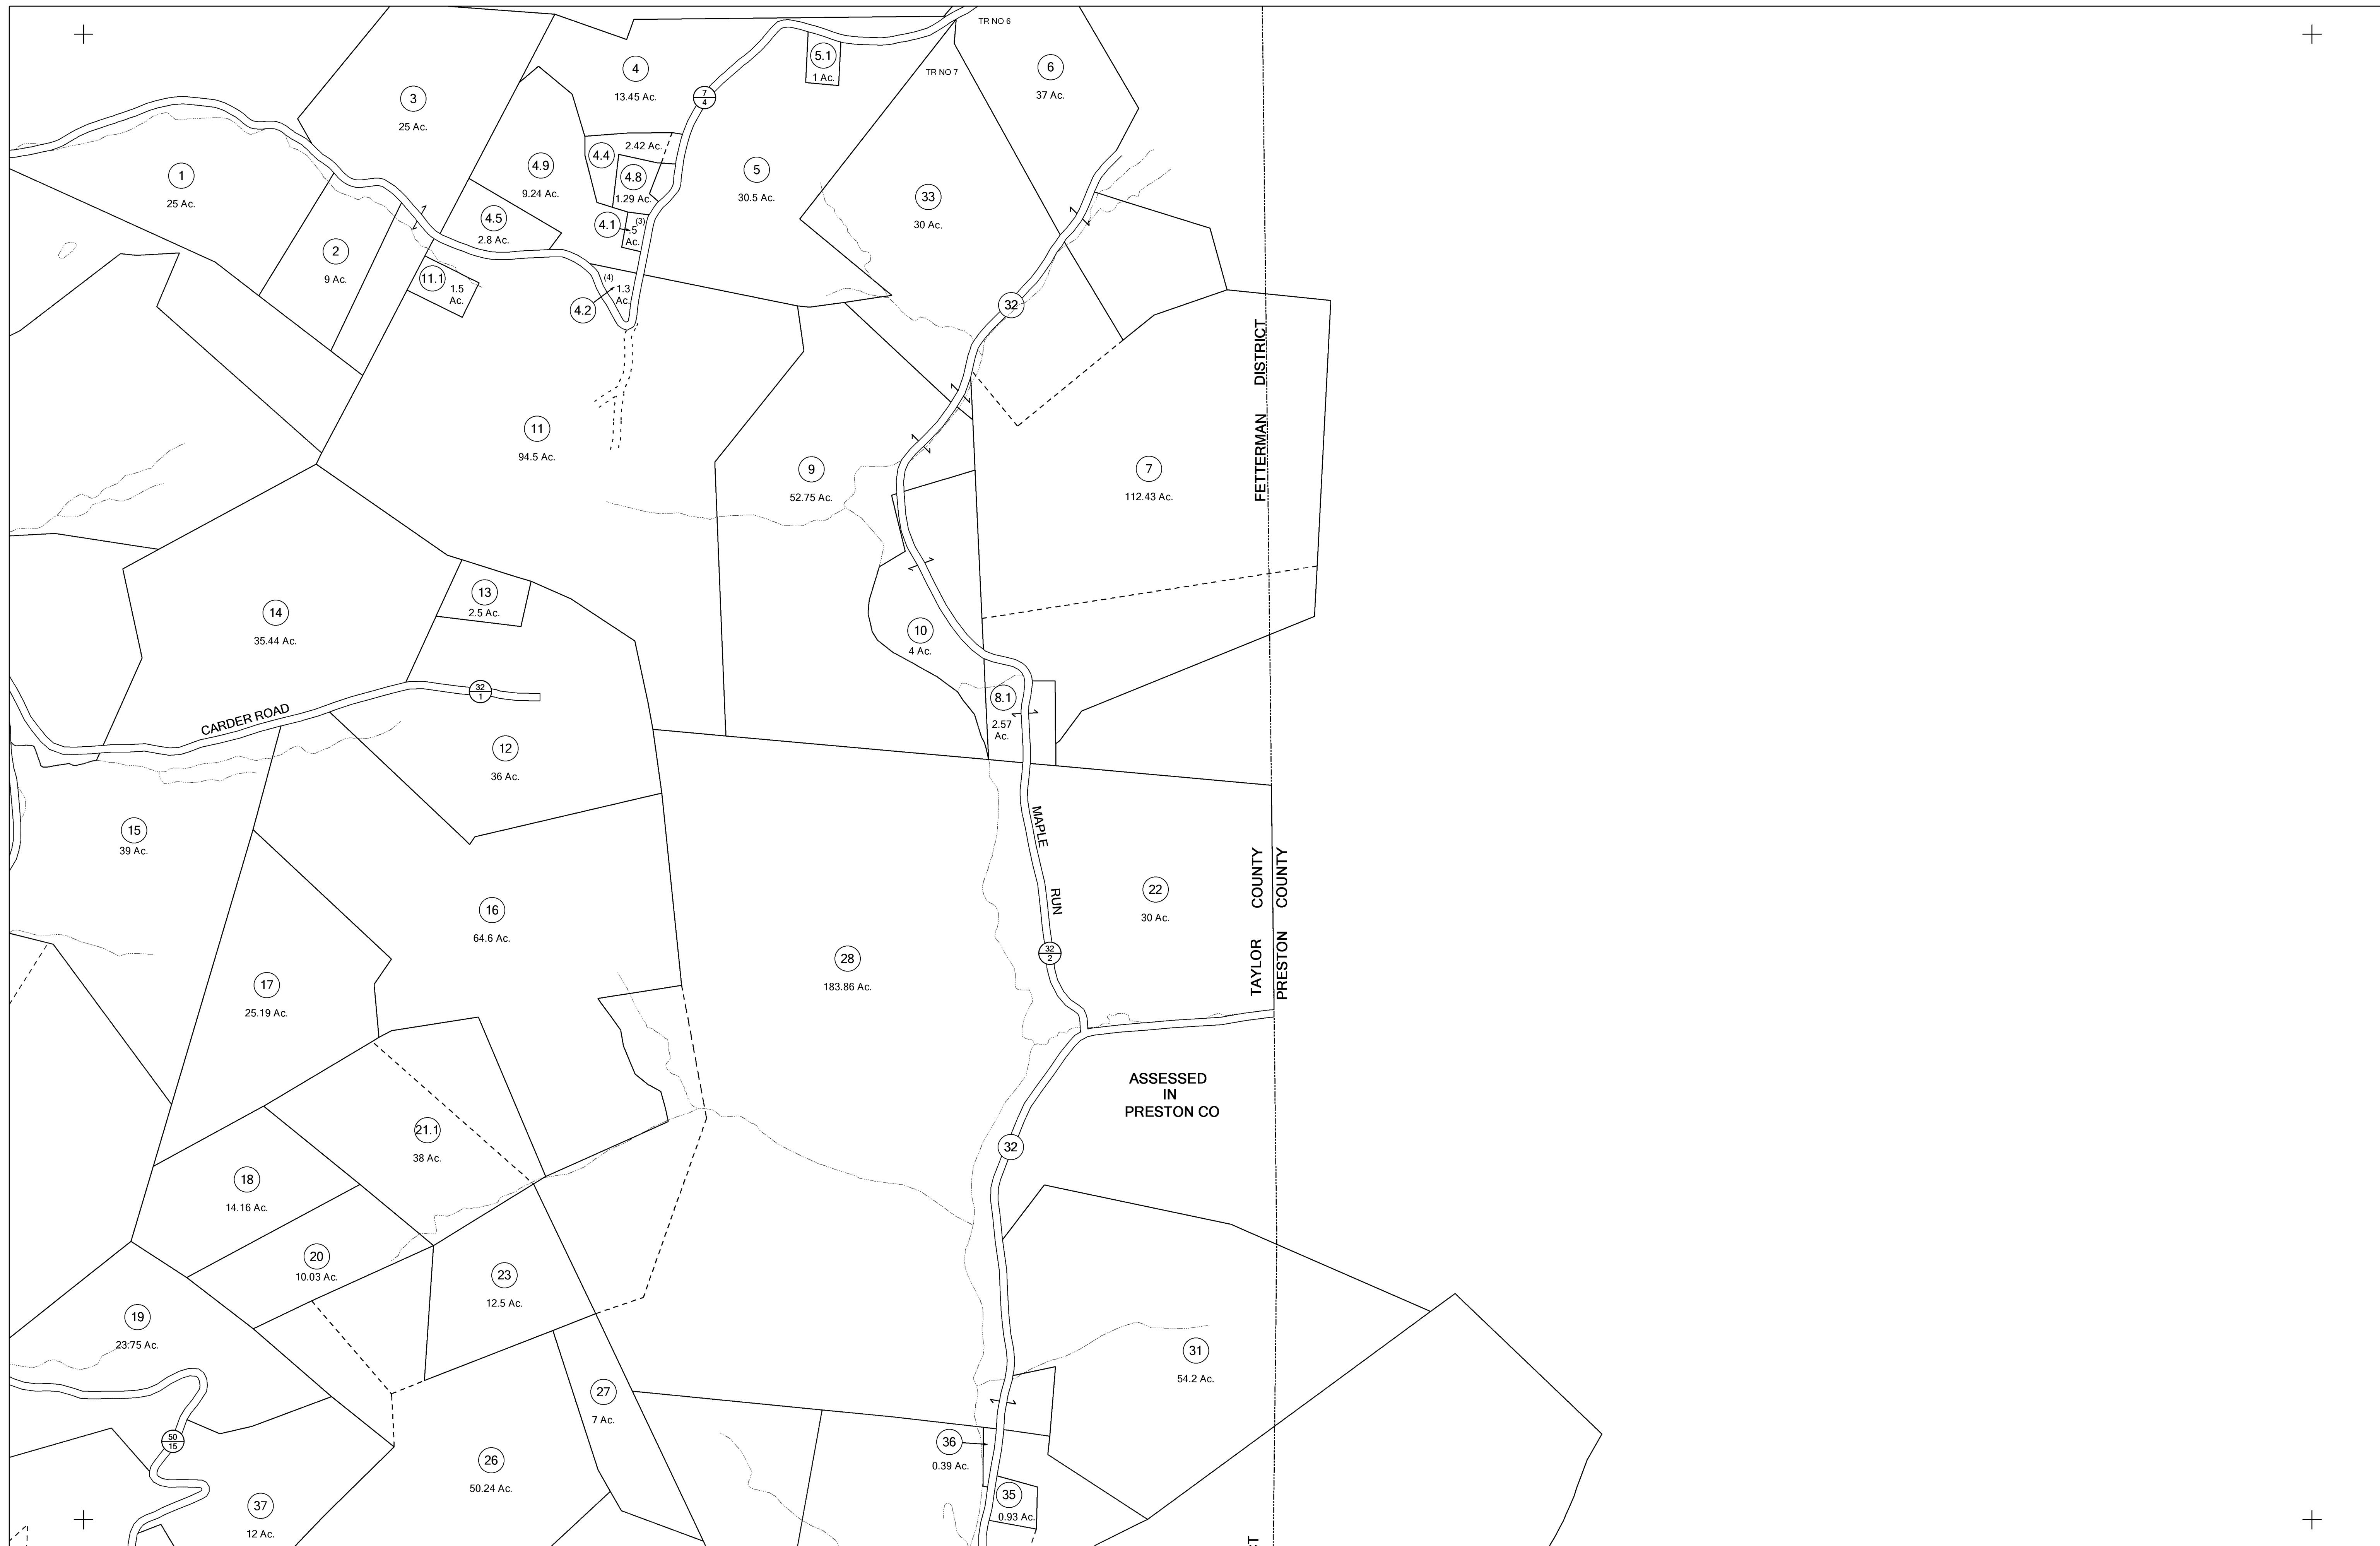 TR NO 6
5.1
1 Ac.
4
13.45 Ac.
6
37 Ac.
TR NO 7
3
25 Ac.
7
4
2.42 Ac.
4.4
4.9
9.24 Ac.
4.8
1.29 Ac.
5
30.5 Ac.
1
25 Ac.
33
30 Ac.
4.5
2.8 Ac.
4.1
(3)
.5
Ac.
2
9 Ac.
11.1
1.5
Ac.
(4)
1.3
Ac.
4.2
32
FETTERMAN DISTRICT
11
94.5 Ac.
9
52.75 Ac.
7
112.43 Ac.
13
2.5 Ac.
14
35.44 Ac.
10
4 Ac.
32
1
CARDER ROAD
8.1
2.57
Ac.
12
36 Ac.
15
39 Ac.
MAPLE RUN
22
30 Ac.
TAYLOR COUNTY
PRESTON COUNTY
16
64.6 Ac.
32
2
28
183.86 Ac.
17
25.19 Ac.
ASSESSED
IN
PRESTON CO
21.1
38 Ac.
32
18
14.16 Ac.
20
10.03 Ac.
23
12.5 Ac.
19
23.75 Ac.
31
54.2 Ac.
27
7 Ac.
50
15
36
0.39 Ac.
26
50.24 Ac.
35
0.93 Ac.
37
12 Ac.